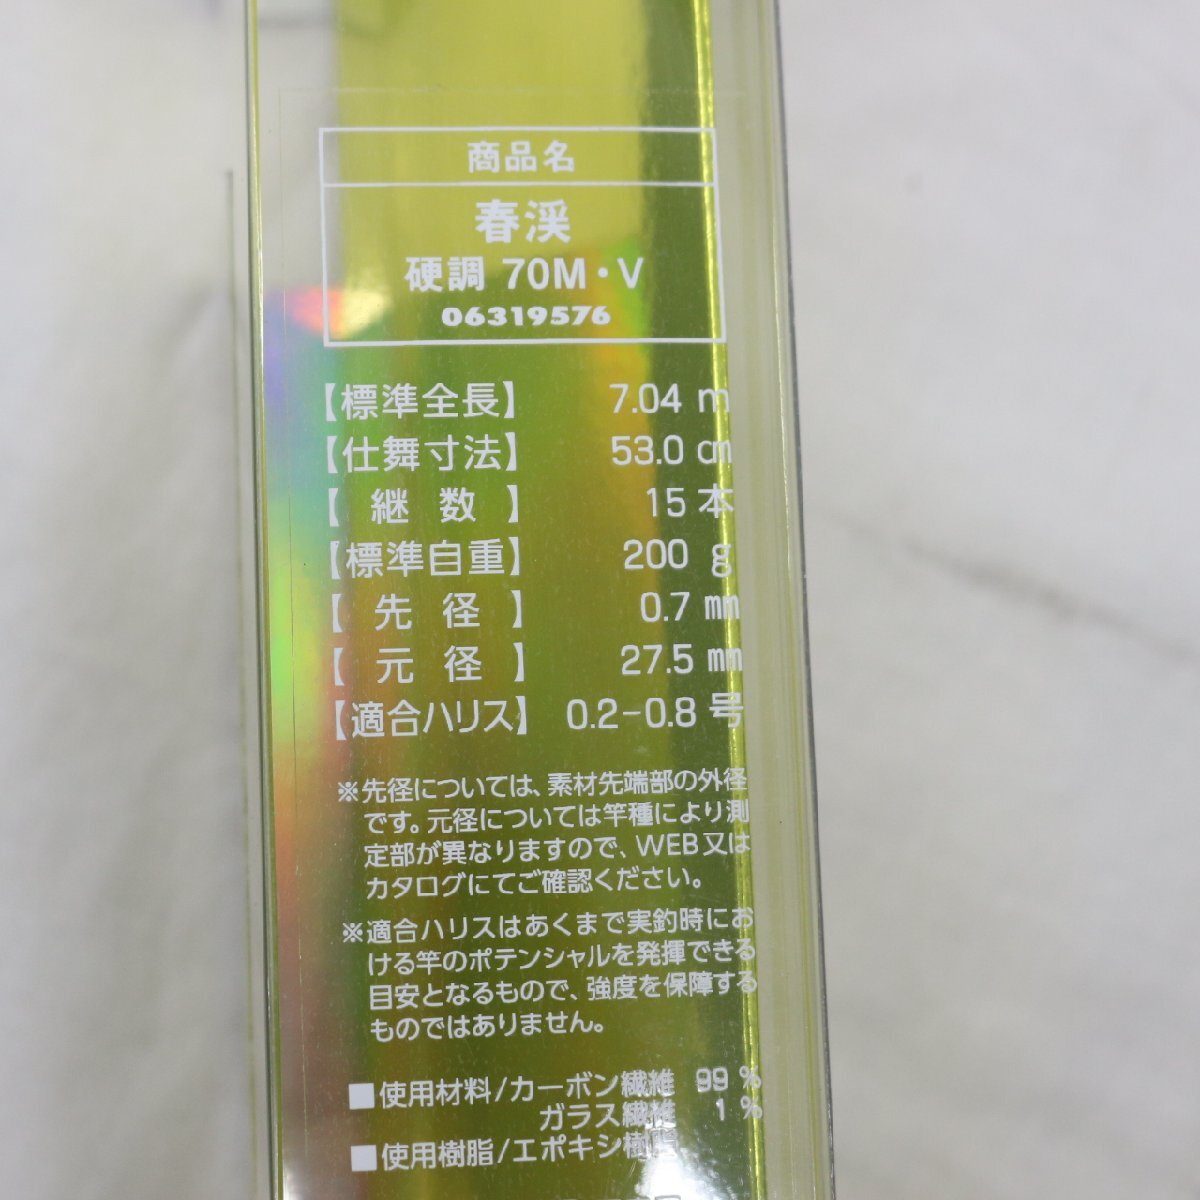 商品名
春渓
硬調 70M・V
06319576
【標準全長】 7.04 m
【仕舞寸法】 53.0 cm
【継数】 15 本
【標準自重】 200 g
【先径】 0.7 mm
【元径】 27.5 mm
【適合ハリス】 0.2-0.8 号
※先径については、素材先端部の外径
です。元径については竿種により測
定部が異なりますので、WEB又は
カタログにてご確認ください。
※適合ハリスはあくまで実釣時にお
ける竿のポテンシャルを発揮できる
目安となるもので、強度を保障する
ものではありません。
■使用材料/カーボン繊維 99 %
ガラス繊維 1 %
■使用樹脂/エポキシ樹脂